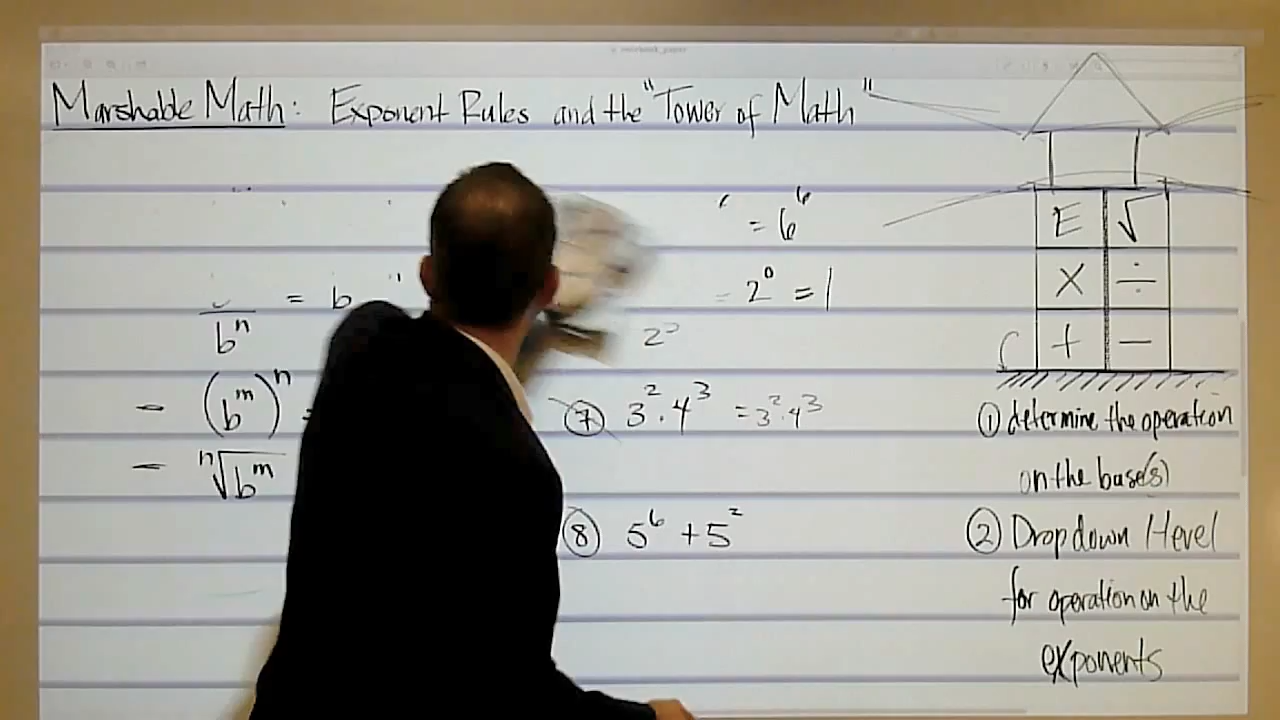 Marshable Math: Exponent Rules and the "Tower of Math"
= 6⁶
E √
= b
= 2⁰ = 1
× ÷
bⁿ
2³
+ −
− (bᵐ)ⁿ =
⑦ 3² · 4³ = 3² · 4³
① determine the operation
on the base(s)
− ⁿ√bᵐ
⑧ 5⁶ + 5²
② Drop down 1 level
for operation on the
exponents